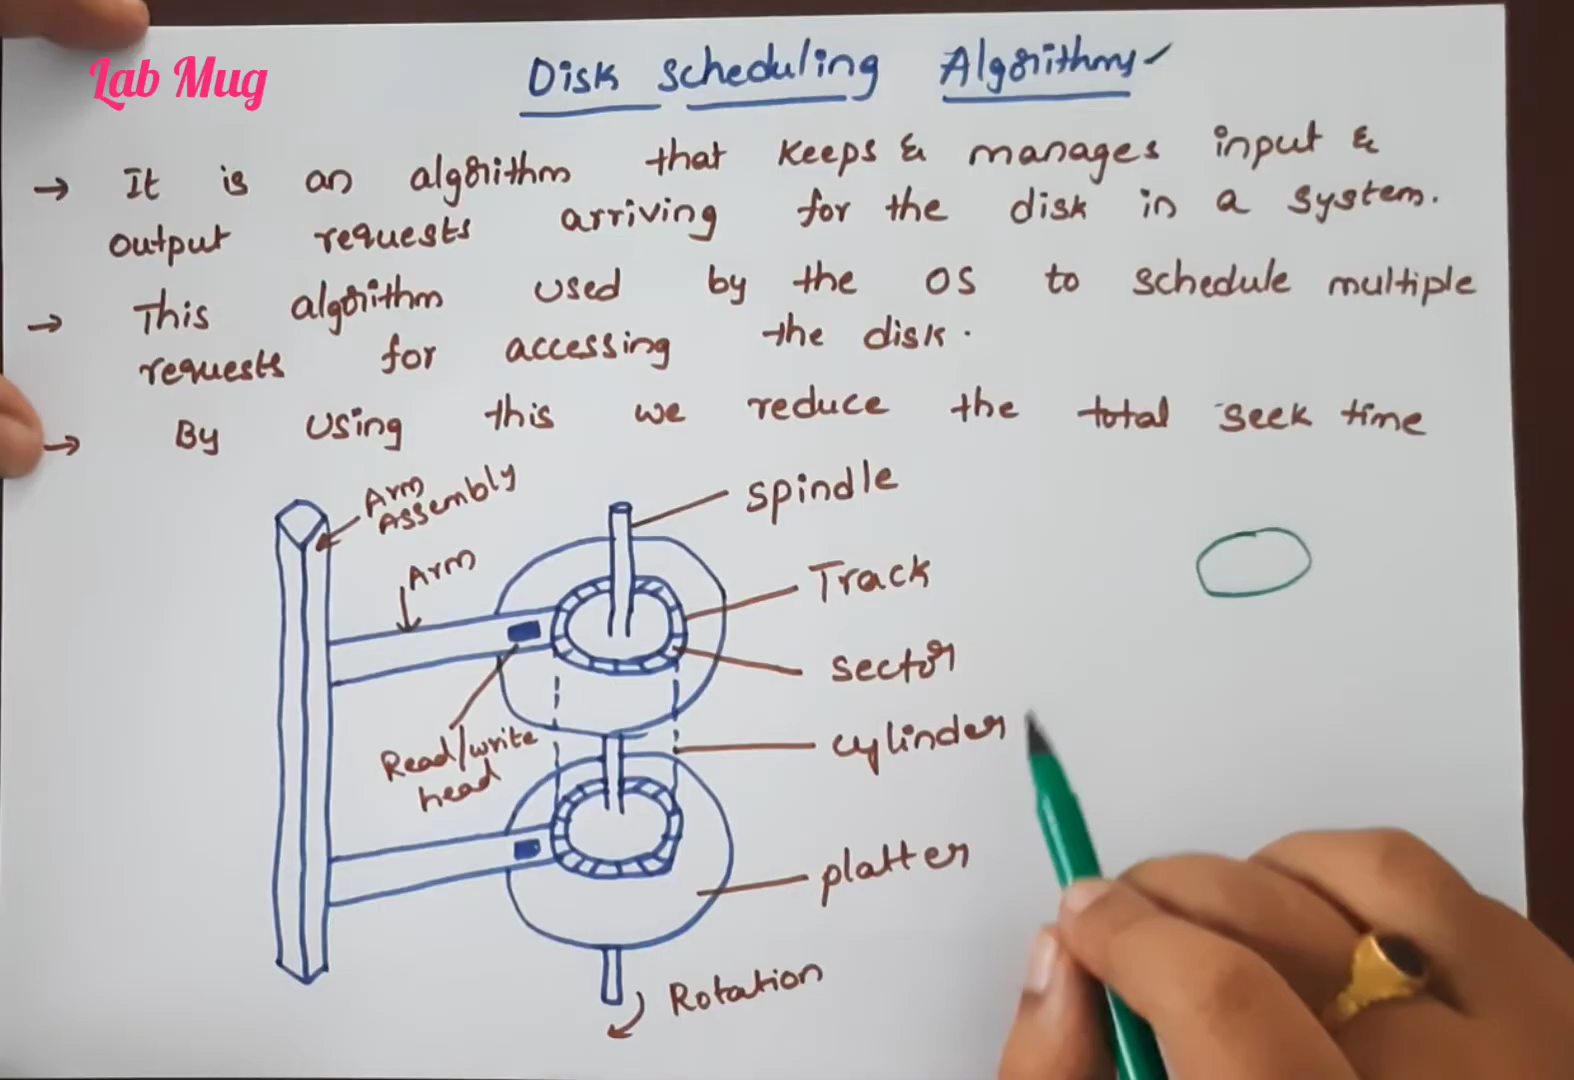 Lab Mug
Disk scheduling Algorithms
→ It is an algorithm that keeps & manages input &
output requests arriving for the disk in a system.
→ This algorithm used by the OS to schedule multiple
requests for accessing the disk.
→ By using this we reduce the total seek time
Arm
Assembly
spindle
Arm
Track
sector
Read/write
head
cylinder
platter
Rotation